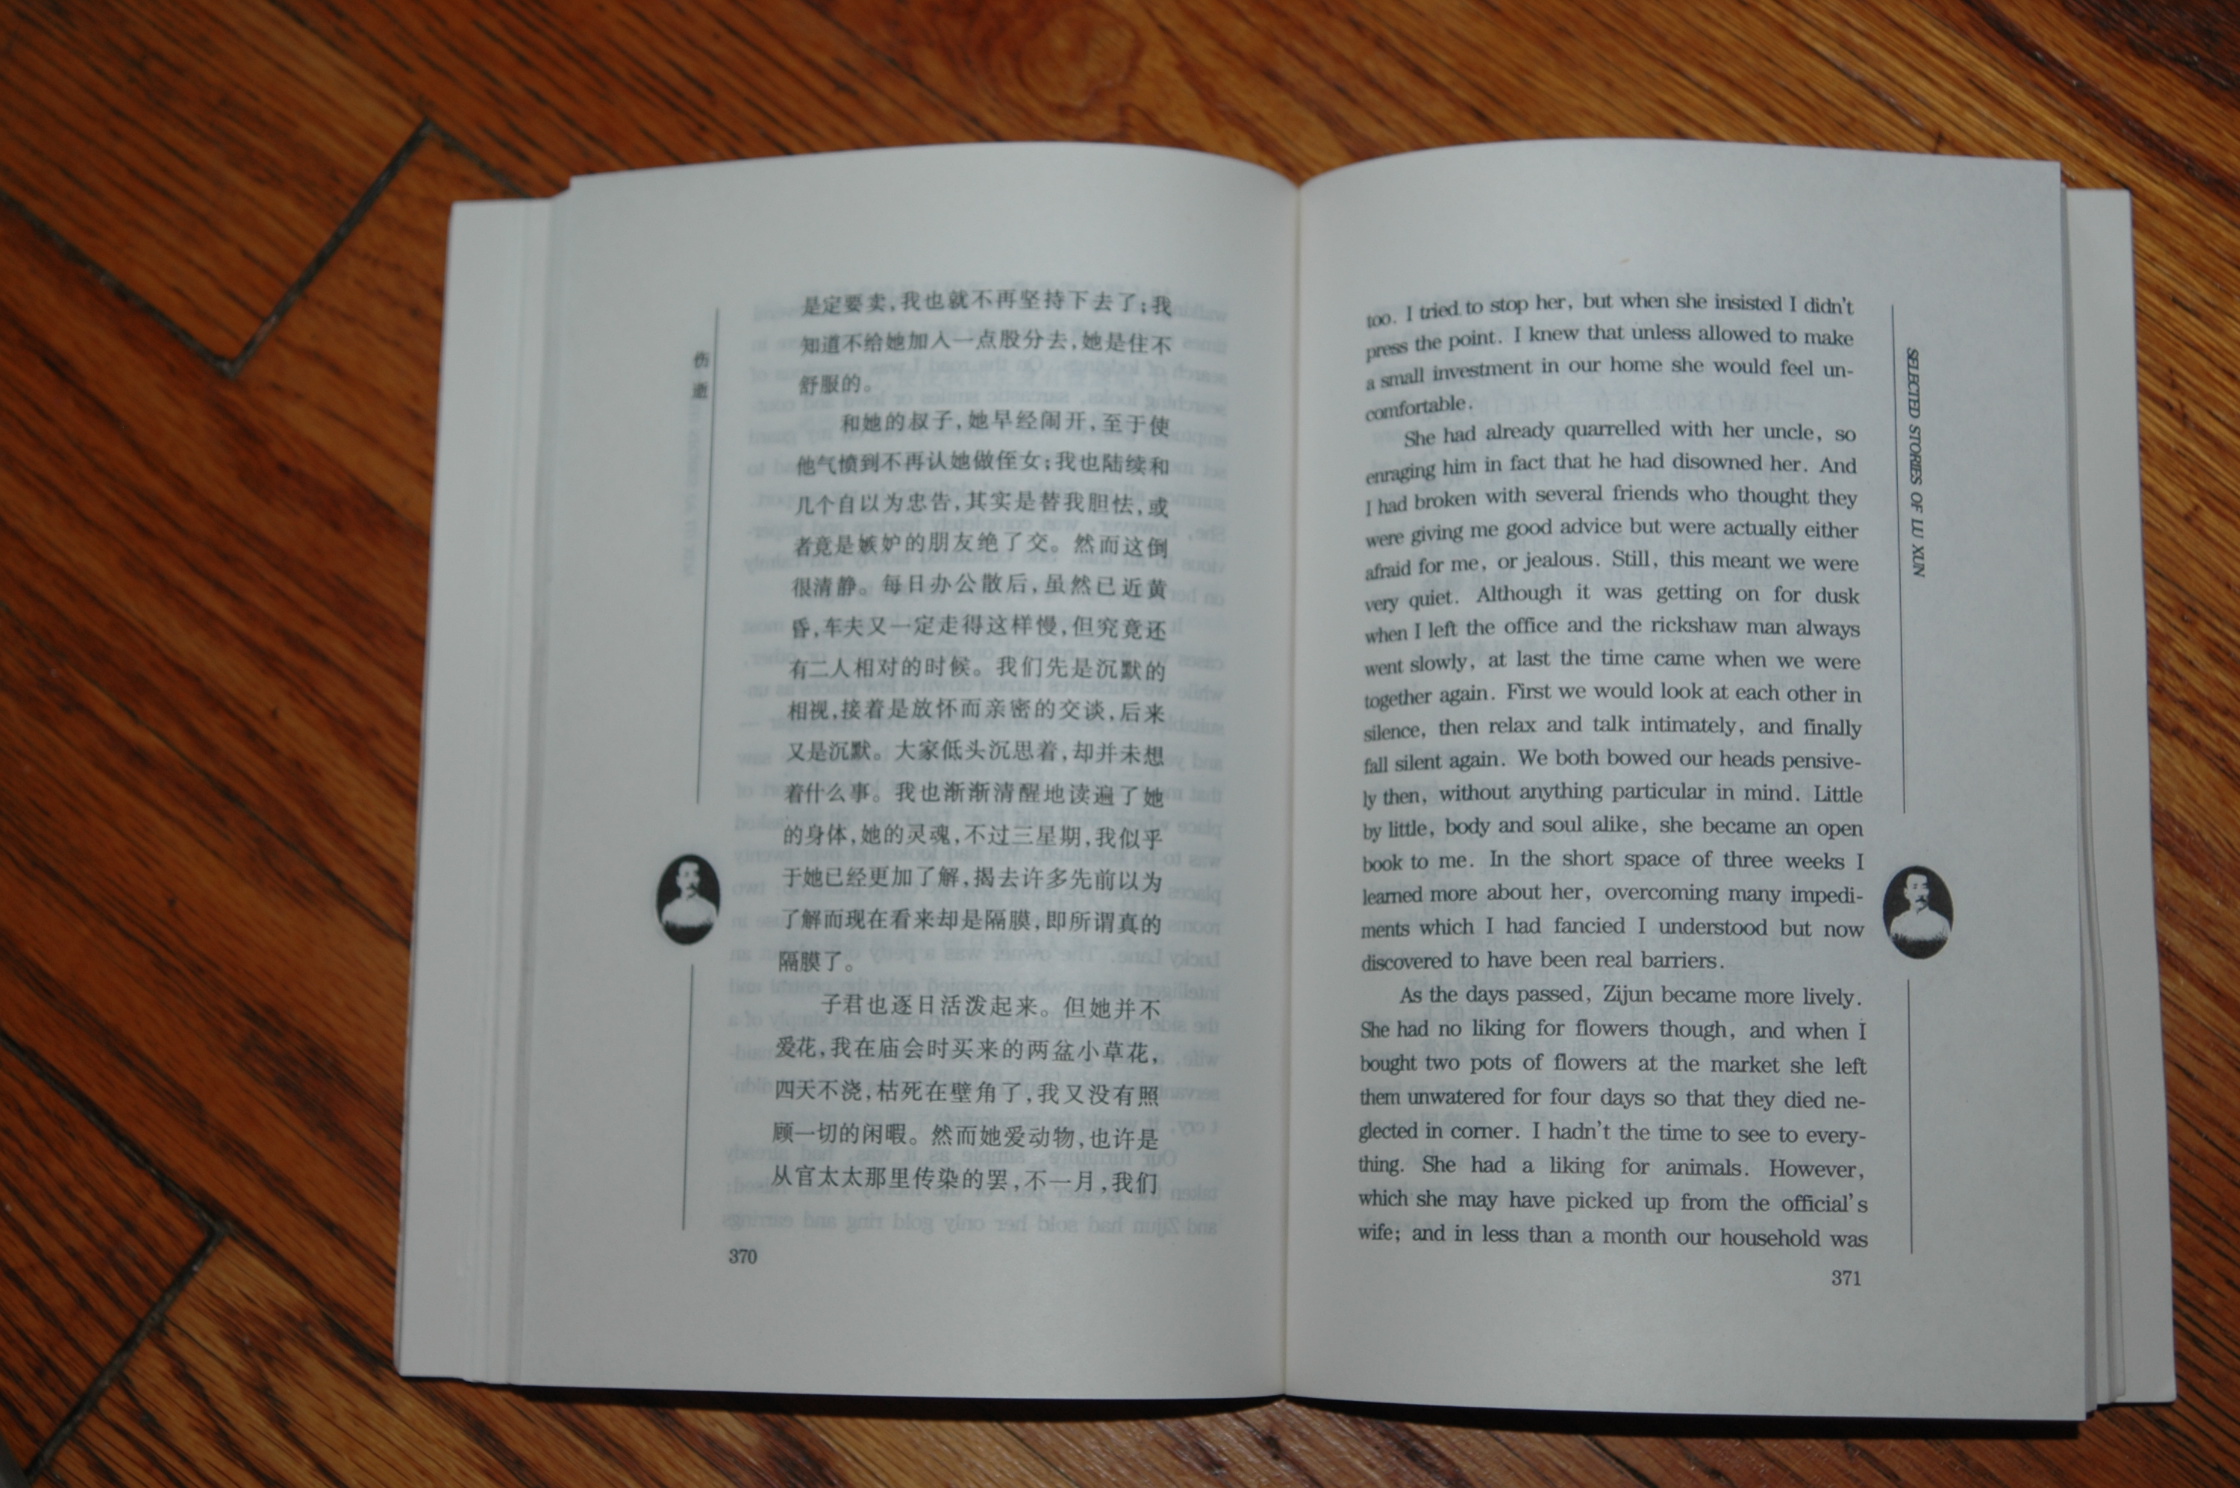 伤逝
是定要卖，我也就不再坚持下去了；我
知道不给她加入一点股分去，她是住不
舒服的。
和她的叔子，她早经闹开，至于使
他气愤到不再认她做侄女；我也陆续和
几个自以为忠告，其实是替我胆怯，或
者竟是嫉妒的朋友绝了交。然而这倒
很清静。每日办公散后，虽然已近黄
昏，车夫又一定走得这样慢，但究竟还
有二人相对的时候。我们先是沉默的
相视，接着是放怀而亲密的交谈，后来
又是沉默。大家低头沉思着，却并未想
着什么事。我也渐渐清醒地读遍了她
的身体，她的灵魂，不过三星期，我似乎
于她已经更加了解，揭去许多先前以为
了解而现在看来却是隔膜，即所谓真的
隔膜了。
子君也逐日活泼起来。但她并不
爱花，我在庙会时买来的两盆小草花，
四天不浇，枯死在壁角了，我又没有照
顾一切的闲暇。然而她爱动物，也许是
从官太太那里传染的罢，不一月，我们
370
too. I tried to stop her, but when she insisted I didn't
press the point. I knew that unless allowed to make
a small investment in our home she would feel un-
comfortable.
She had already quarrelled with her uncle, so
enraging him in fact that he had disowned her. And
I had broken with several friends who thought they
were giving me good advice but were actually either
afraid for me, or jealous. Still, this meant we were
very quiet. Although it was getting on for dusk
when I left the office and the rickshaw man always
went slowly, at last the time came when we were
together again. First we would look at each other in
silence, then relax and talk intimately, and finally
fall silent again. We both bowed our heads pensive-
ly then, without anything particular in mind. Little
by little, body and soul alike, she became an open
book to me. In the short space of three weeks I
learned more about her, overcoming many impedi-
ments which I had fancied I understood but now
discovered to have been real barriers.
As the days passed, Zijun became more lively.
She had no liking for flowers though, and when I
bought two pots of flowers at the market she left
them unwatered for four days so that they died ne-
glected in corner. I hadn't the time to see to every-
thing. She had a liking for animals. However,
which she may have picked up from the official's
wife; and in less than a month our household was
371
SELECTED STORIES OF LU XUN